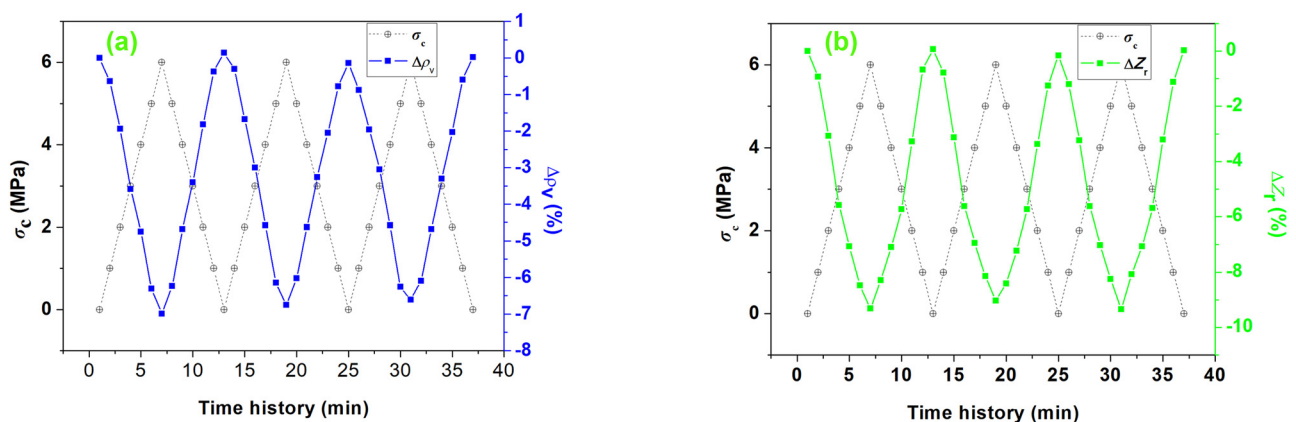 (a)
σc
Δρν
6
4
2
0
σc (MPa)
1
0
-1
-2
-3
-4
-5
-6
-7
-8
Δρv (%)
0 5 10 15 20 25 30 35 40
Time history (min)
(b)
σc
ΔZr
6
4
2
0
σc (MPa)
0
-2
-4
-6
-8
-10
ΔZr (%)
0 5 10 15 20 25 30 35 40
Time history (min)